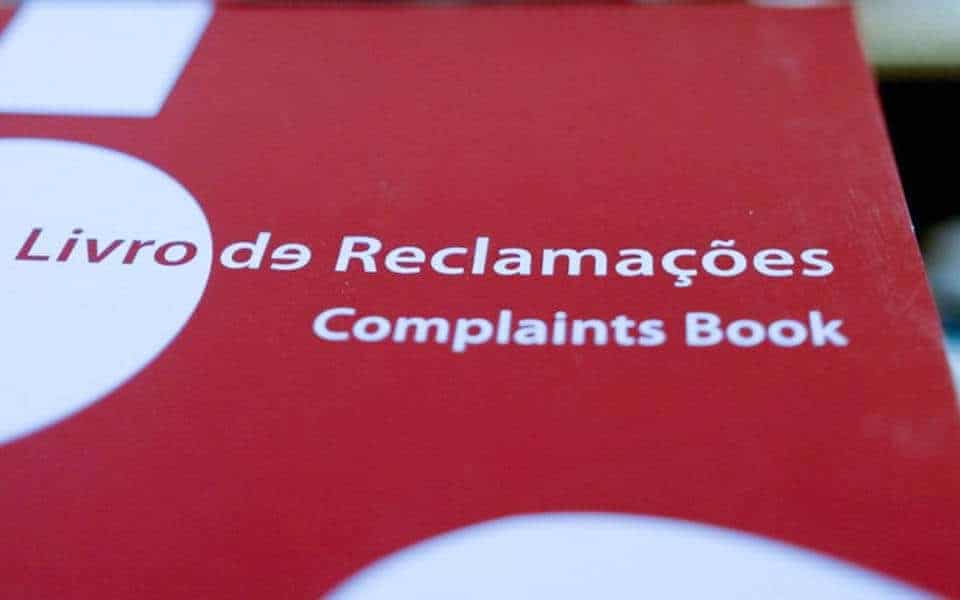 Livro de Reclamações
Complaints Book